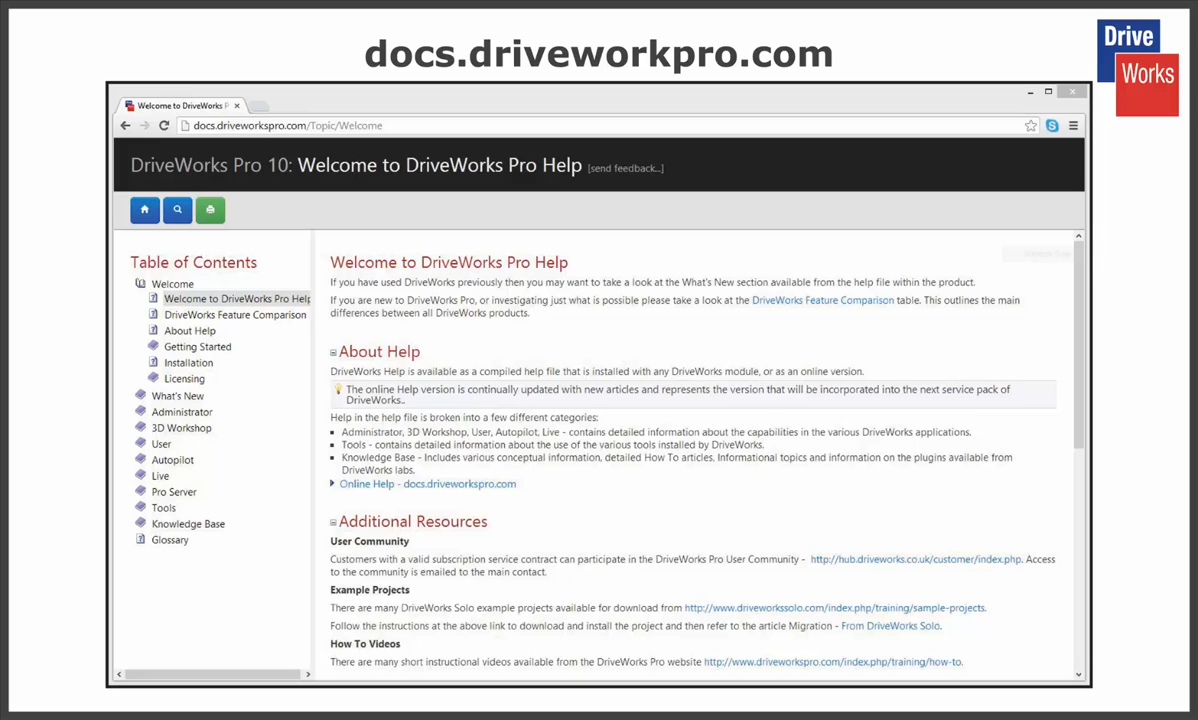 docs.driveworkpro.com
Drive
Works
Welcome to DriveWorks P
docs.driveworkspro.com/Topic/Welcome
DriveWorks Pro 10: Welcome to DriveWorks Pro Help [send feedback...]
Table of Contents
Welcome
Welcome to DriveWorks Pro Help
DriveWorks Feature Comparison
About Help
Getting Started
Installation
Licensing
What's New
Administrator
3D Workshop
User
Autopilot
Live
Pro Server
Tools
Knowledge Base
Glossary
Welcome to DriveWorks Pro Help
If you have used DriveWorks previously then you may want to take a look at the What's New section available from the help file within the product.
If you are new to DriveWorks Pro, or investigating just what is possible please take a look at the DriveWorks Feature Comparison table. This outlines the main
differences between all DriveWorks products.
About Help
DriveWorks Help is available as a compiled help file that is installed with any DriveWorks module, or as an online version.
The online Help version is continually updated with new articles and represents the version that will be incorporated into the next service pack of
DriveWorks..
Help in the help file is broken into a few different categories:
Administrator, 3D Workshop, User, Autopilot, Live - contains detailed information about the capabilities in the various DriveWorks applications.
Tools - contains detailed information about the use of the various tools installed by DriveWorks.
Knowledge Base - Includes various conceptual information, detailed How To articles, Informational topics and information on the plugins available from
DriveWorks labs.
Online Help - docs.driveworkspro.com
Additional Resources
User Community
Customers with a valid subscription service contract can participate in the DriveWorks Pro User Community - http://hub.driveworks.co.uk/customer/index.php. Access
to the community is emailed to the main contact.
Example Projects
There are many DriveWorks Solo example projects available for download from http://www.driveworkssolo.com/index.php/training/sample-projects.
Follow the instructions at the above link to download and install the project and then refer to the article Migration - From DriveWorks Solo.
How To Videos
There are many short instructional videos available from the DriveWorks Pro website http://www.driveworkspro.com/index.php/training/how-to.